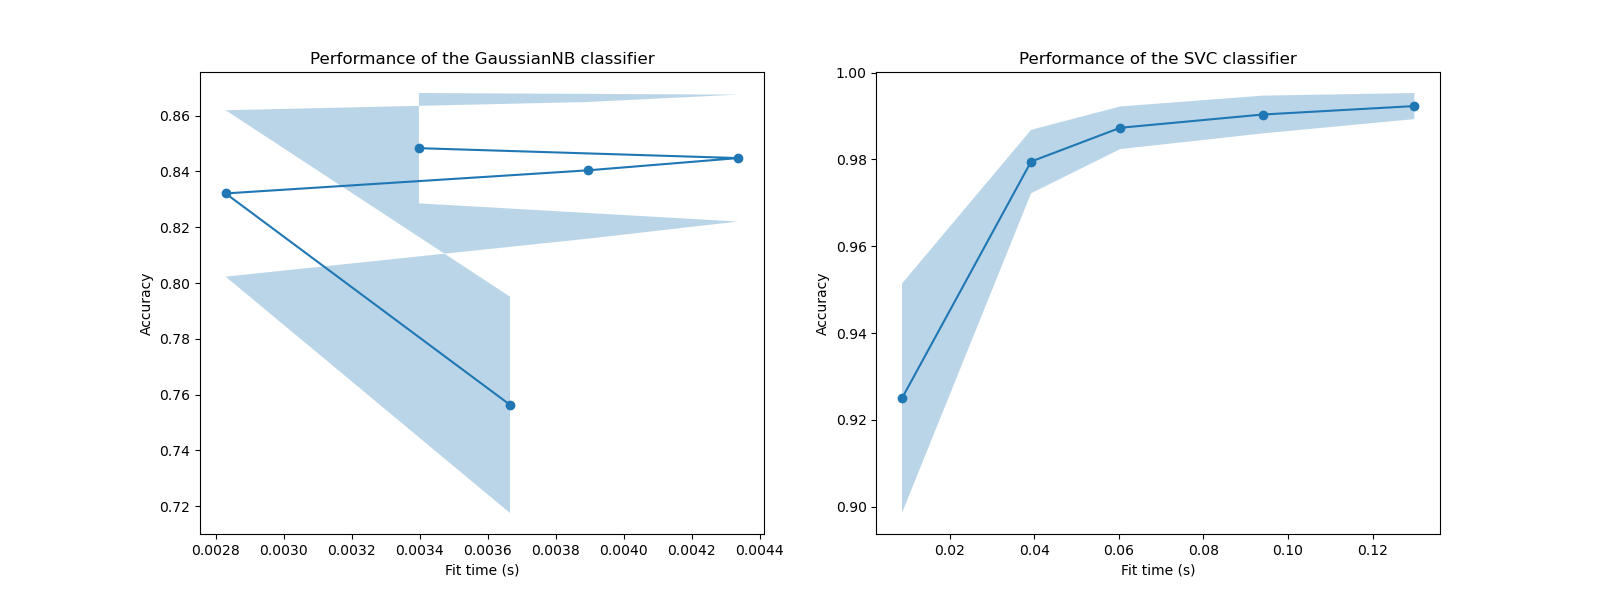 Performance of the GaussianNB classifier
0.86
0.84
0.82
0.80
0.78
0.76
0.74
0.72
Accuracy
0.0028 0.0030 0.0032 0.0034 0.0036 0.0038 0.0040 0.0042 0.0044
Fit time (s)
Performance of the SVC classifier
1.00
0.98
0.96
0.94
0.92
0.90
Accuracy
0.02 0.04 0.06 0.08 0.10 0.12
Fit time (s)